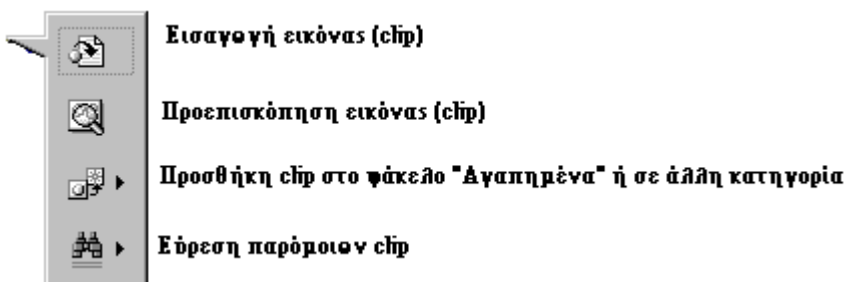 Εισαγωγή εικόνας (clip)
Προεπισκόπηση εικόνας (clip)
Προσθήκη clip στο φάκελο "Αγαπημένα" ή σε άλλη κατηγορία
Εύρεση παρόμοιων clip